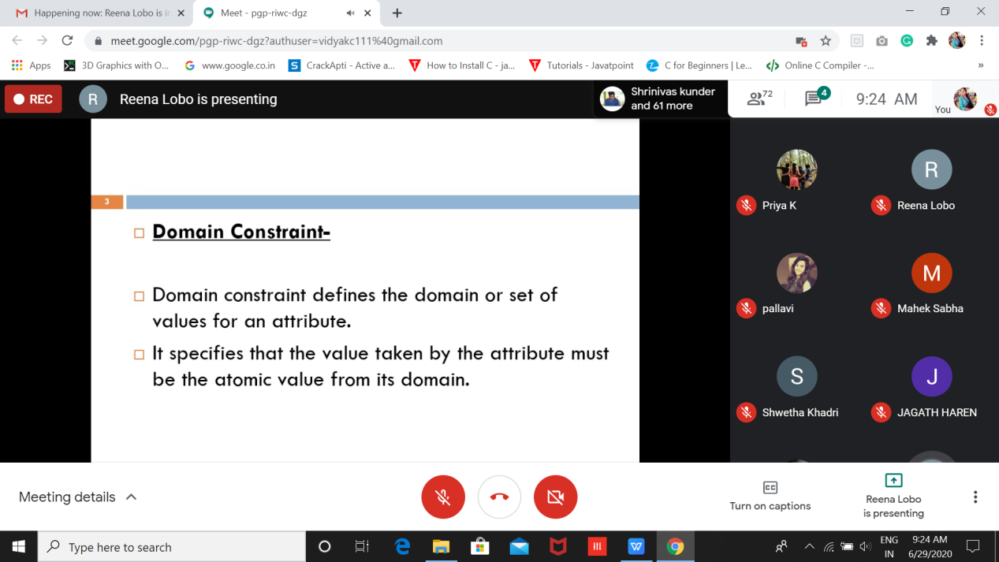 Happening now: Reena Lobo is i
Meet - pgp-riwc-dgz
meet.google.com/pgp-riwc-dgz?authuser=vidyakc111%40gmail.com
Apps
3D Graphics with O...
www.google.co.in
CrackApti - Active a...
How to Install C - ja...
Tutorials - Javatpoint
C for Beginners | Le...
Online C Compiler -...
»
REC
R
Reena Lobo is presenting
Shrinivas kunder
and 61 more
72
4
9:24 AM
You
3
Domain Constraint-
Domain constraint defines the domain or set of
values for an attribute.
It specifies that the value taken by the attribute must
be the atomic value from its domain.
Priya K
R
Reena Lobo
pallavi
M
Mahek Sabha
S
Shwetha Khadri
J
JAGATH HAREN
Meeting details
CC
Turn on captions
Reena Lobo
is presenting
Type here to search
ENG
IN
9:24 AM
6/29/2020